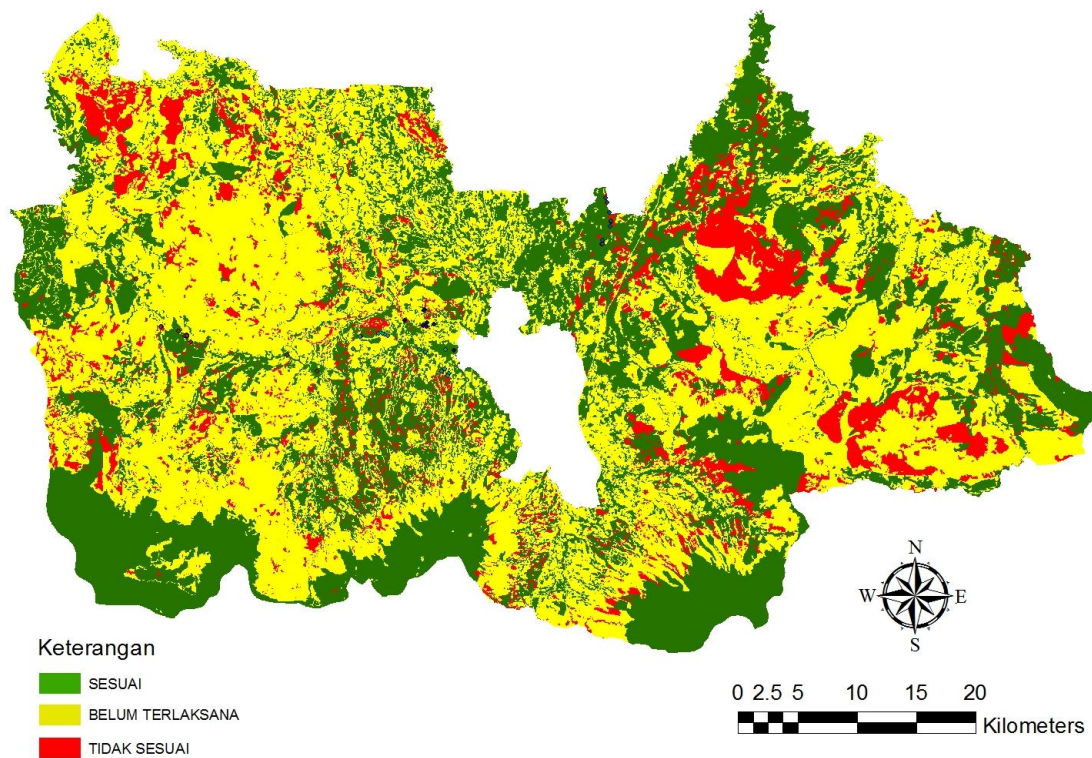 N
W E
S
Keterangan
SESUAI
BELUM TERLAKSANA
TIDAK SESUAI
0 2.5 5 10 15 20
Kilometers